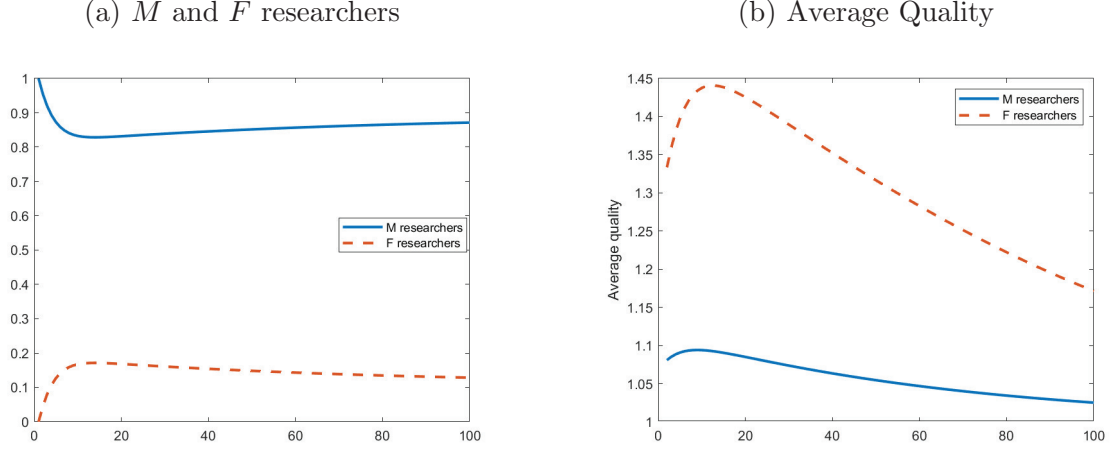 (a) M and F researchers
1
0.9
0.8
0.7
0.6
0.5
0.4
0.3
0.2
0.1
0
0 20 40 60 80 100
M researchers
F researchers
(b) Average Quality
Average quality
1.45
1.4
1.35
1.3
1.25
1.2
1.15
1.1
1.05
1
0 20 40 60 80 100
M researchers
F researchers